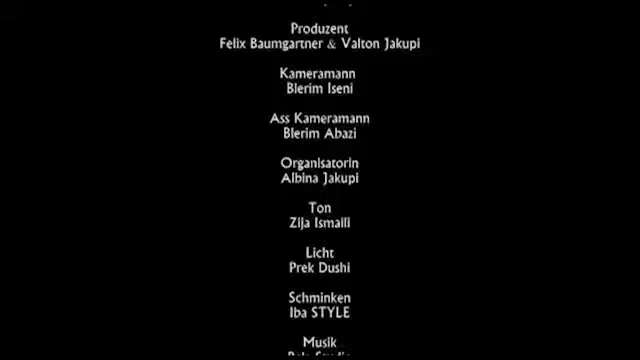 Produzent
Felix Baumgartner & Valton Jakupi
Kameramann
Blerim Iseni
Ass Kameramann
Blerim Abazi
Organisatorin
Albina Jakupi
Ton
Zija Ismaili
Licht
Prek Dushi
Schminken
Iba STYLE
Musik